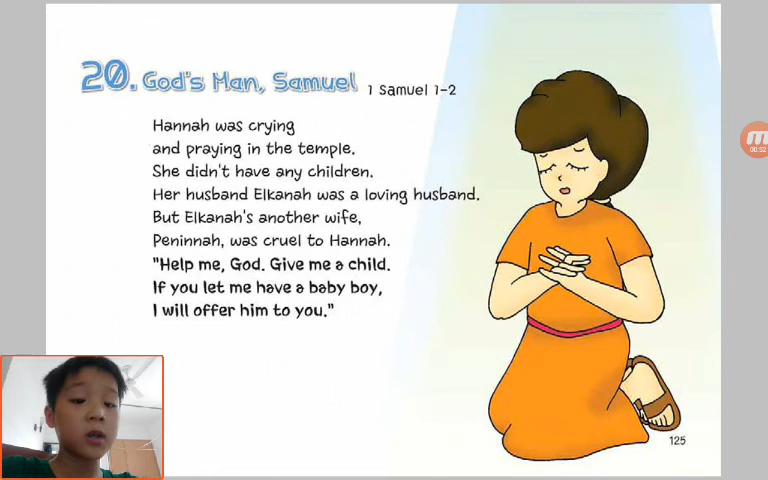 20. God's Man, Samuel 1 Samuel 1-2
Hannah was crying
and praying in the temple.
She didn't have any children.
Her husband Elkanah was a loving husband.
But Elkanah's another wife,
Peninnah, was cruel to Hannah.
"Help me, God. Give me a child.
If you let me have a baby boy,
I will offer him to you."
125
M
00:52